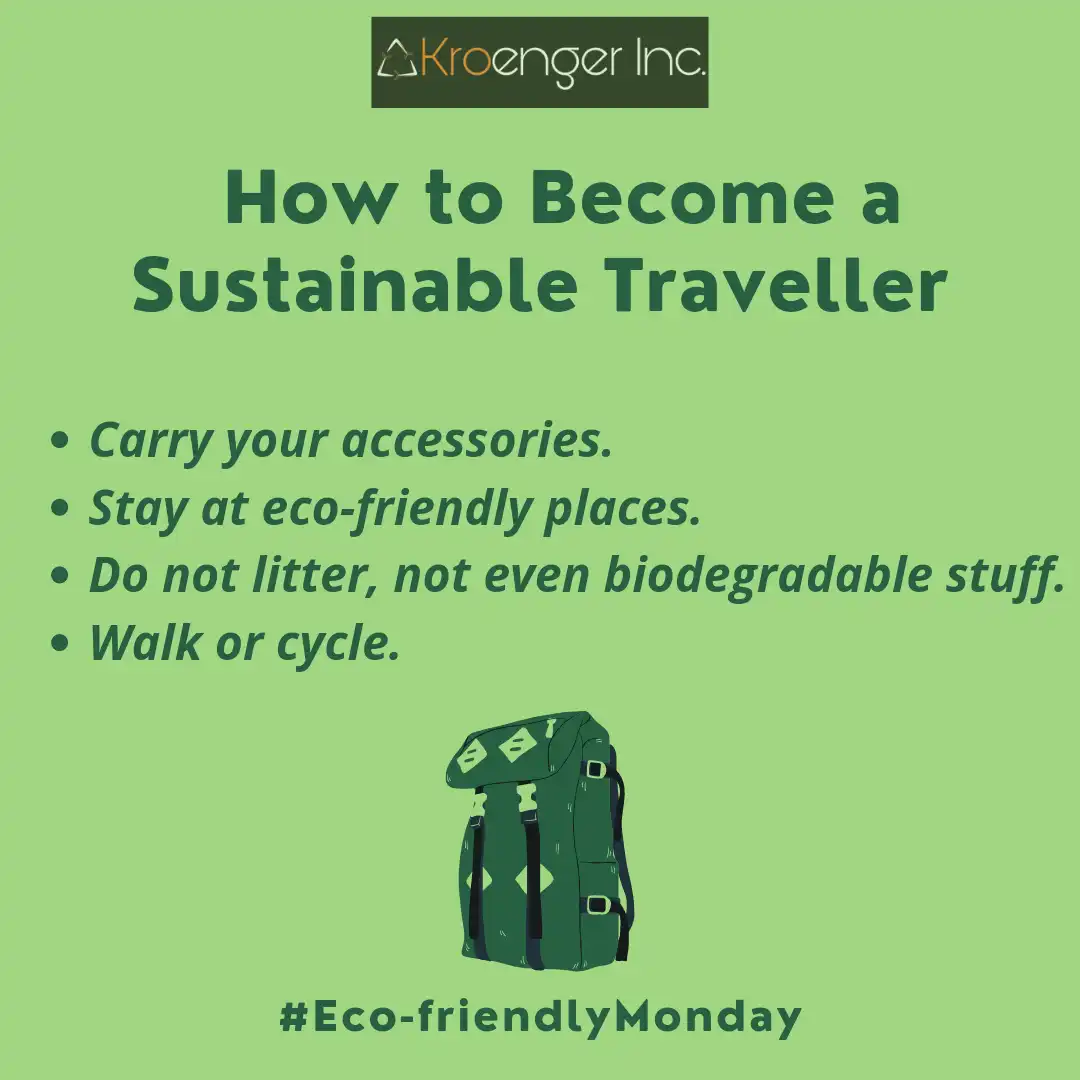 Kroenger Inc.
How to Become a
Sustainable Traveller
• Carry your accessories.
• Stay at eco-friendly places.
• Do not litter, not even biodegradable stuff.
• Walk or cycle.
#Eco-friendlyMonday